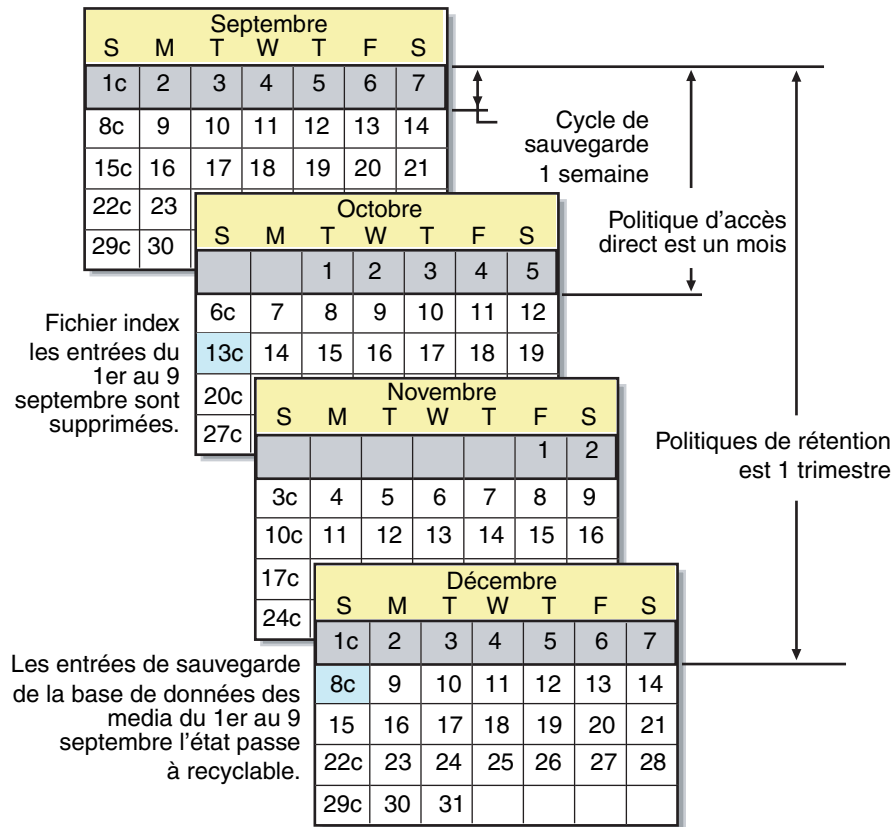 Septembre
S M T W T F S
1c 2 3 4 5 6 7
8c 9 10 11 12 13 14
15c 16 17 18 19 20 21
22c 23
29c 30
Cycle de
sauvegarde
1 semaine
Politique d'accès
direct est un mois
Politiques de rétention
est 1 trimestre
Octobre
S M T W T F S
1 2 3 4 5
6c 7 8 9 10 11 12
13c 14 15 16 17 18 19
20c
27c
Fichier index
les entrées du
1er au 9
septembre sont
supprimées.
Novembre
S M T W T F S
1 2
3c 4 5 6 7 8 9
10c 11 12 13 14 15 16
17c
24c
Décembre
S M T W T F S
1c 2 3 4 5 6 7
8c 9 10 11 12 13 14
15 16 17 18 19 20 21
22c 23 24 25 26 27 28
29c 30 31
Les entrées de sauvegarde
de la base de données des
media du 1er au 9
septembre l'état passe
à recyclable.